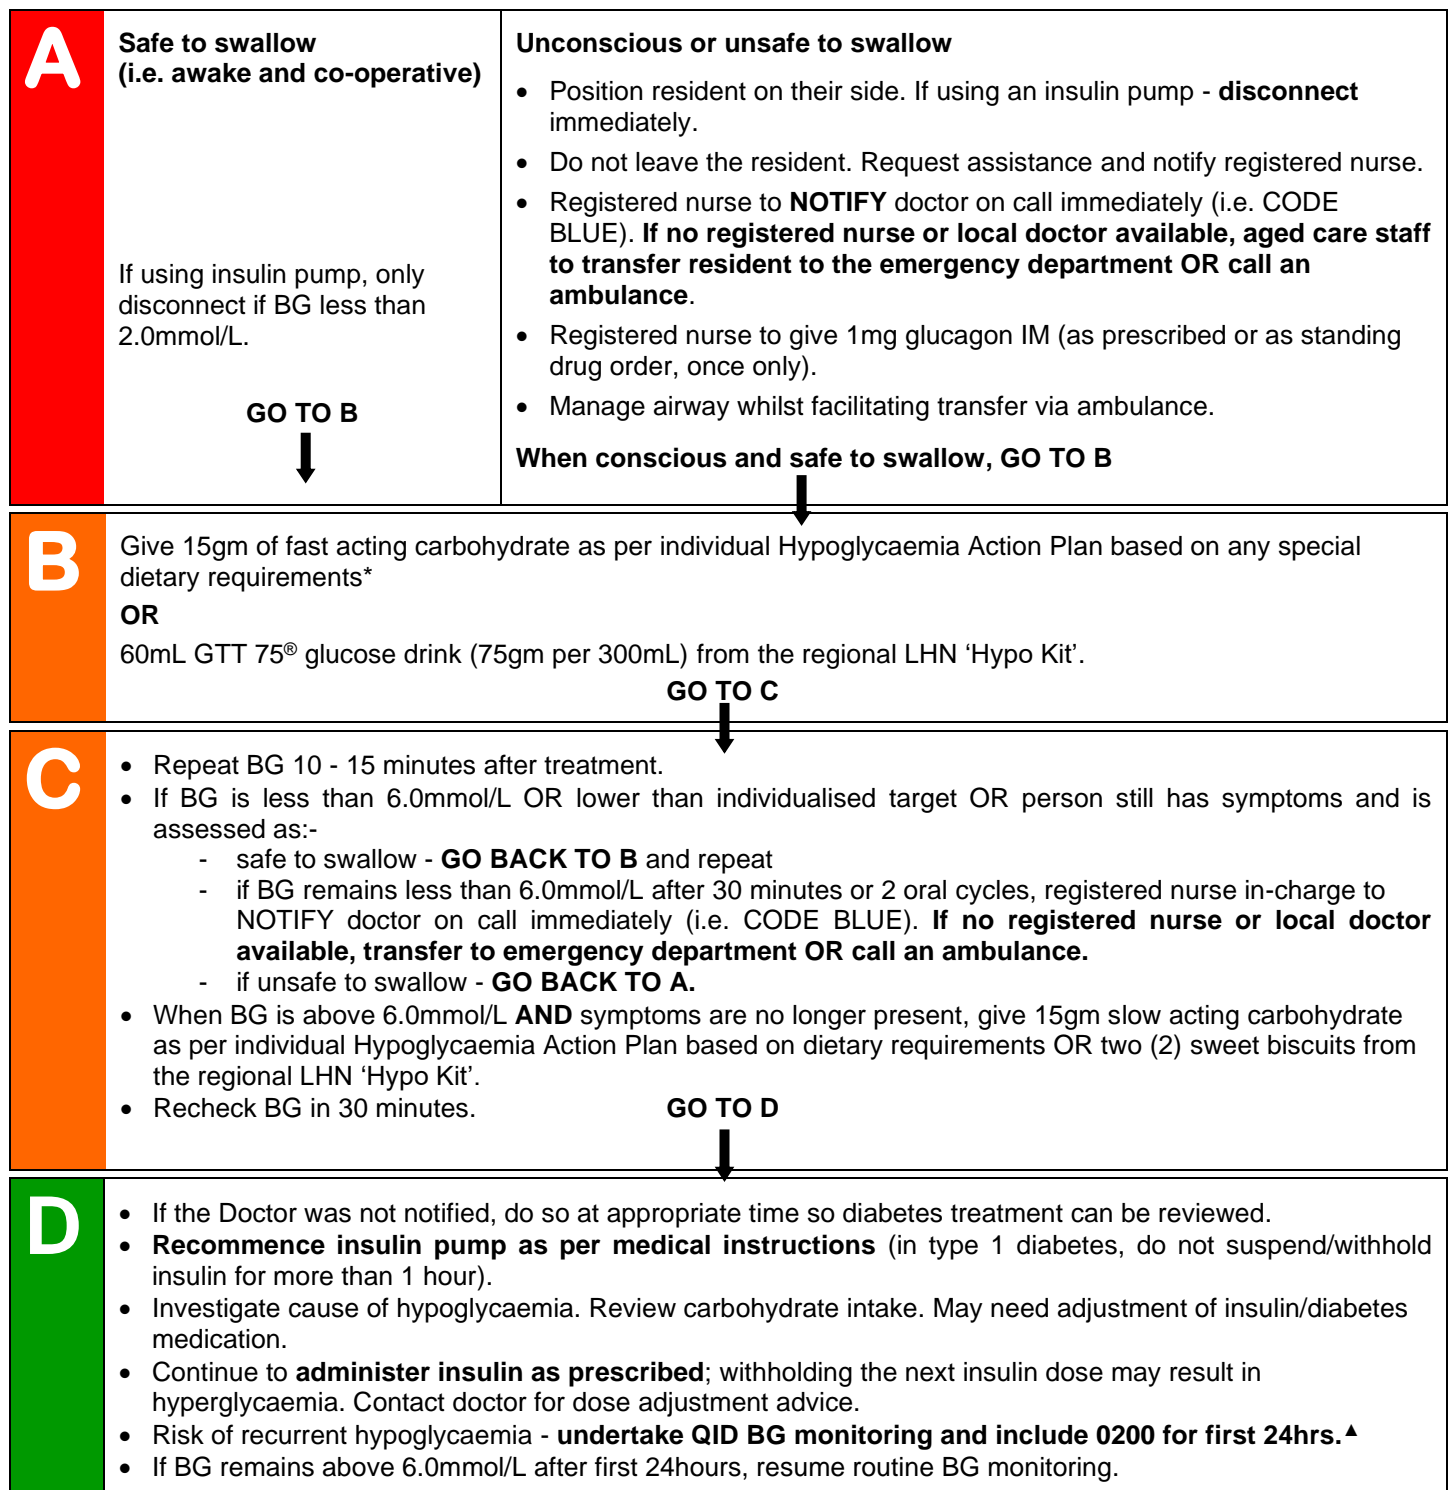 A
Safe to swallow
(i.e. awake and co-operative)
If using insulin pump, only
disconnect if BG less than
2.0mmol/L.
GO TO B
Unconscious or unsafe to swallow
• Position resident on their side. If using an insulin pump - disconnect
immediately.
• Do not leave the resident. Request assistance and notify registered nurse.
• Registered nurse to NOTIFY doctor on call immediately (i.e. CODE
BLUE). If no registered nurse or local doctor available, aged care staff
to transfer resident to the emergency department OR call an
ambulance.
• Registered nurse to give 1mg glucagon IM (as prescribed or as standing
drug order, once only).
• Manage airway whilst facilitating transfer via ambulance.
When conscious and safe to swallow, GO TO B
B
Give 15gm of fast acting carbohydrate as per individual Hypoglycaemia Action Plan based on any special
dietary requirements*
OR
60mL GTT 75® glucose drink (75gm per 300mL) from the regional LHN ‘Hypo Kit’.
GO TO C
C
• Repeat BG 10 - 15 minutes after treatment.
• If BG is less than 6.0mmol/L OR lower than individualised target OR person still has symptoms and is
assessed as:-
- safe to swallow - GO BACK TO B and repeat
- if BG remains less than 6.0mmol/L after 30 minutes or 2 oral cycles, registered nurse in-charge to
NOTIFY doctor on call immediately (i.e. CODE BLUE). If no registered nurse or local doctor
available, transfer to emergency department OR call an ambulance.
- if unsafe to swallow - GO BACK TO A.
• When BG is above 6.0mmol/L AND symptoms are no longer present, give 15gm slow acting carbohydrate
as per individual Hypoglycaemia Action Plan based on dietary requirements OR two (2) sweet biscuits from
the regional LHN ‘Hypo Kit’.
• Recheck BG in 30 minutes. GO TO D
D
• If the Doctor was not notified, do so at appropriate time so diabetes treatment can be reviewed.
• Recommence insulin pump as per medical instructions (in type 1 diabetes, do not suspend/withhold
insulin for more than 1 hour).
• Investigate cause of hypoglycaemia. Review carbohydrate intake. May need adjustment of insulin/diabetes
medication.
• Continue to administer insulin as prescribed; withholding the next insulin dose may result in
hyperglycaemia. Contact doctor for dose adjustment advice.
• Risk of recurrent hypoglycaemia - undertake QID BG monitoring and include 0200 for first 24hrs.▲
• If BG remains above 6.0mmol/L after first 24hours, resume routine BG monitoring.